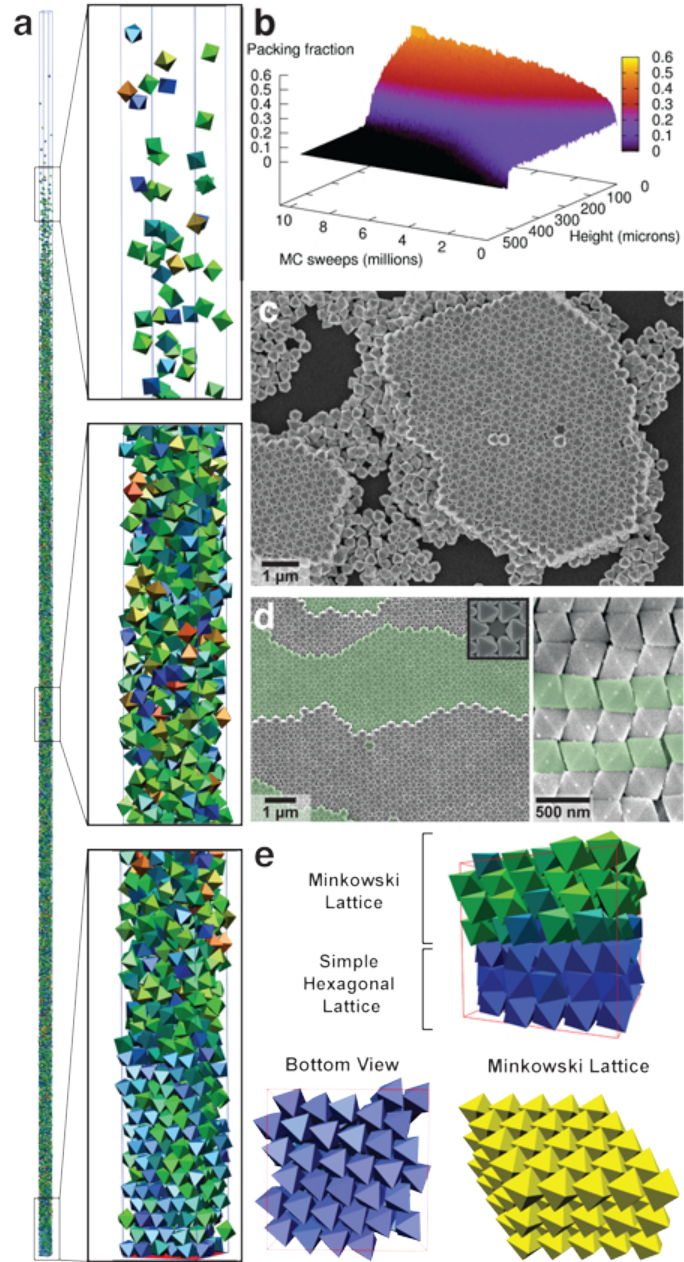 a
b
Packing fraction
0.6
0.5
0.4
0.3
0.2
0.1
0
10
8
6
4
2
0
MC sweeps (millions)
500
400
300
200
100
0
Height (microns)
0.6
0.5
0.4
0.3
0.2
0.1
0
c
1 µm
d
1 µm
500 nm
e
Minkowski
Lattice
Simple
Hexagonal
Lattice
Bottom View
Minkowski Lattice